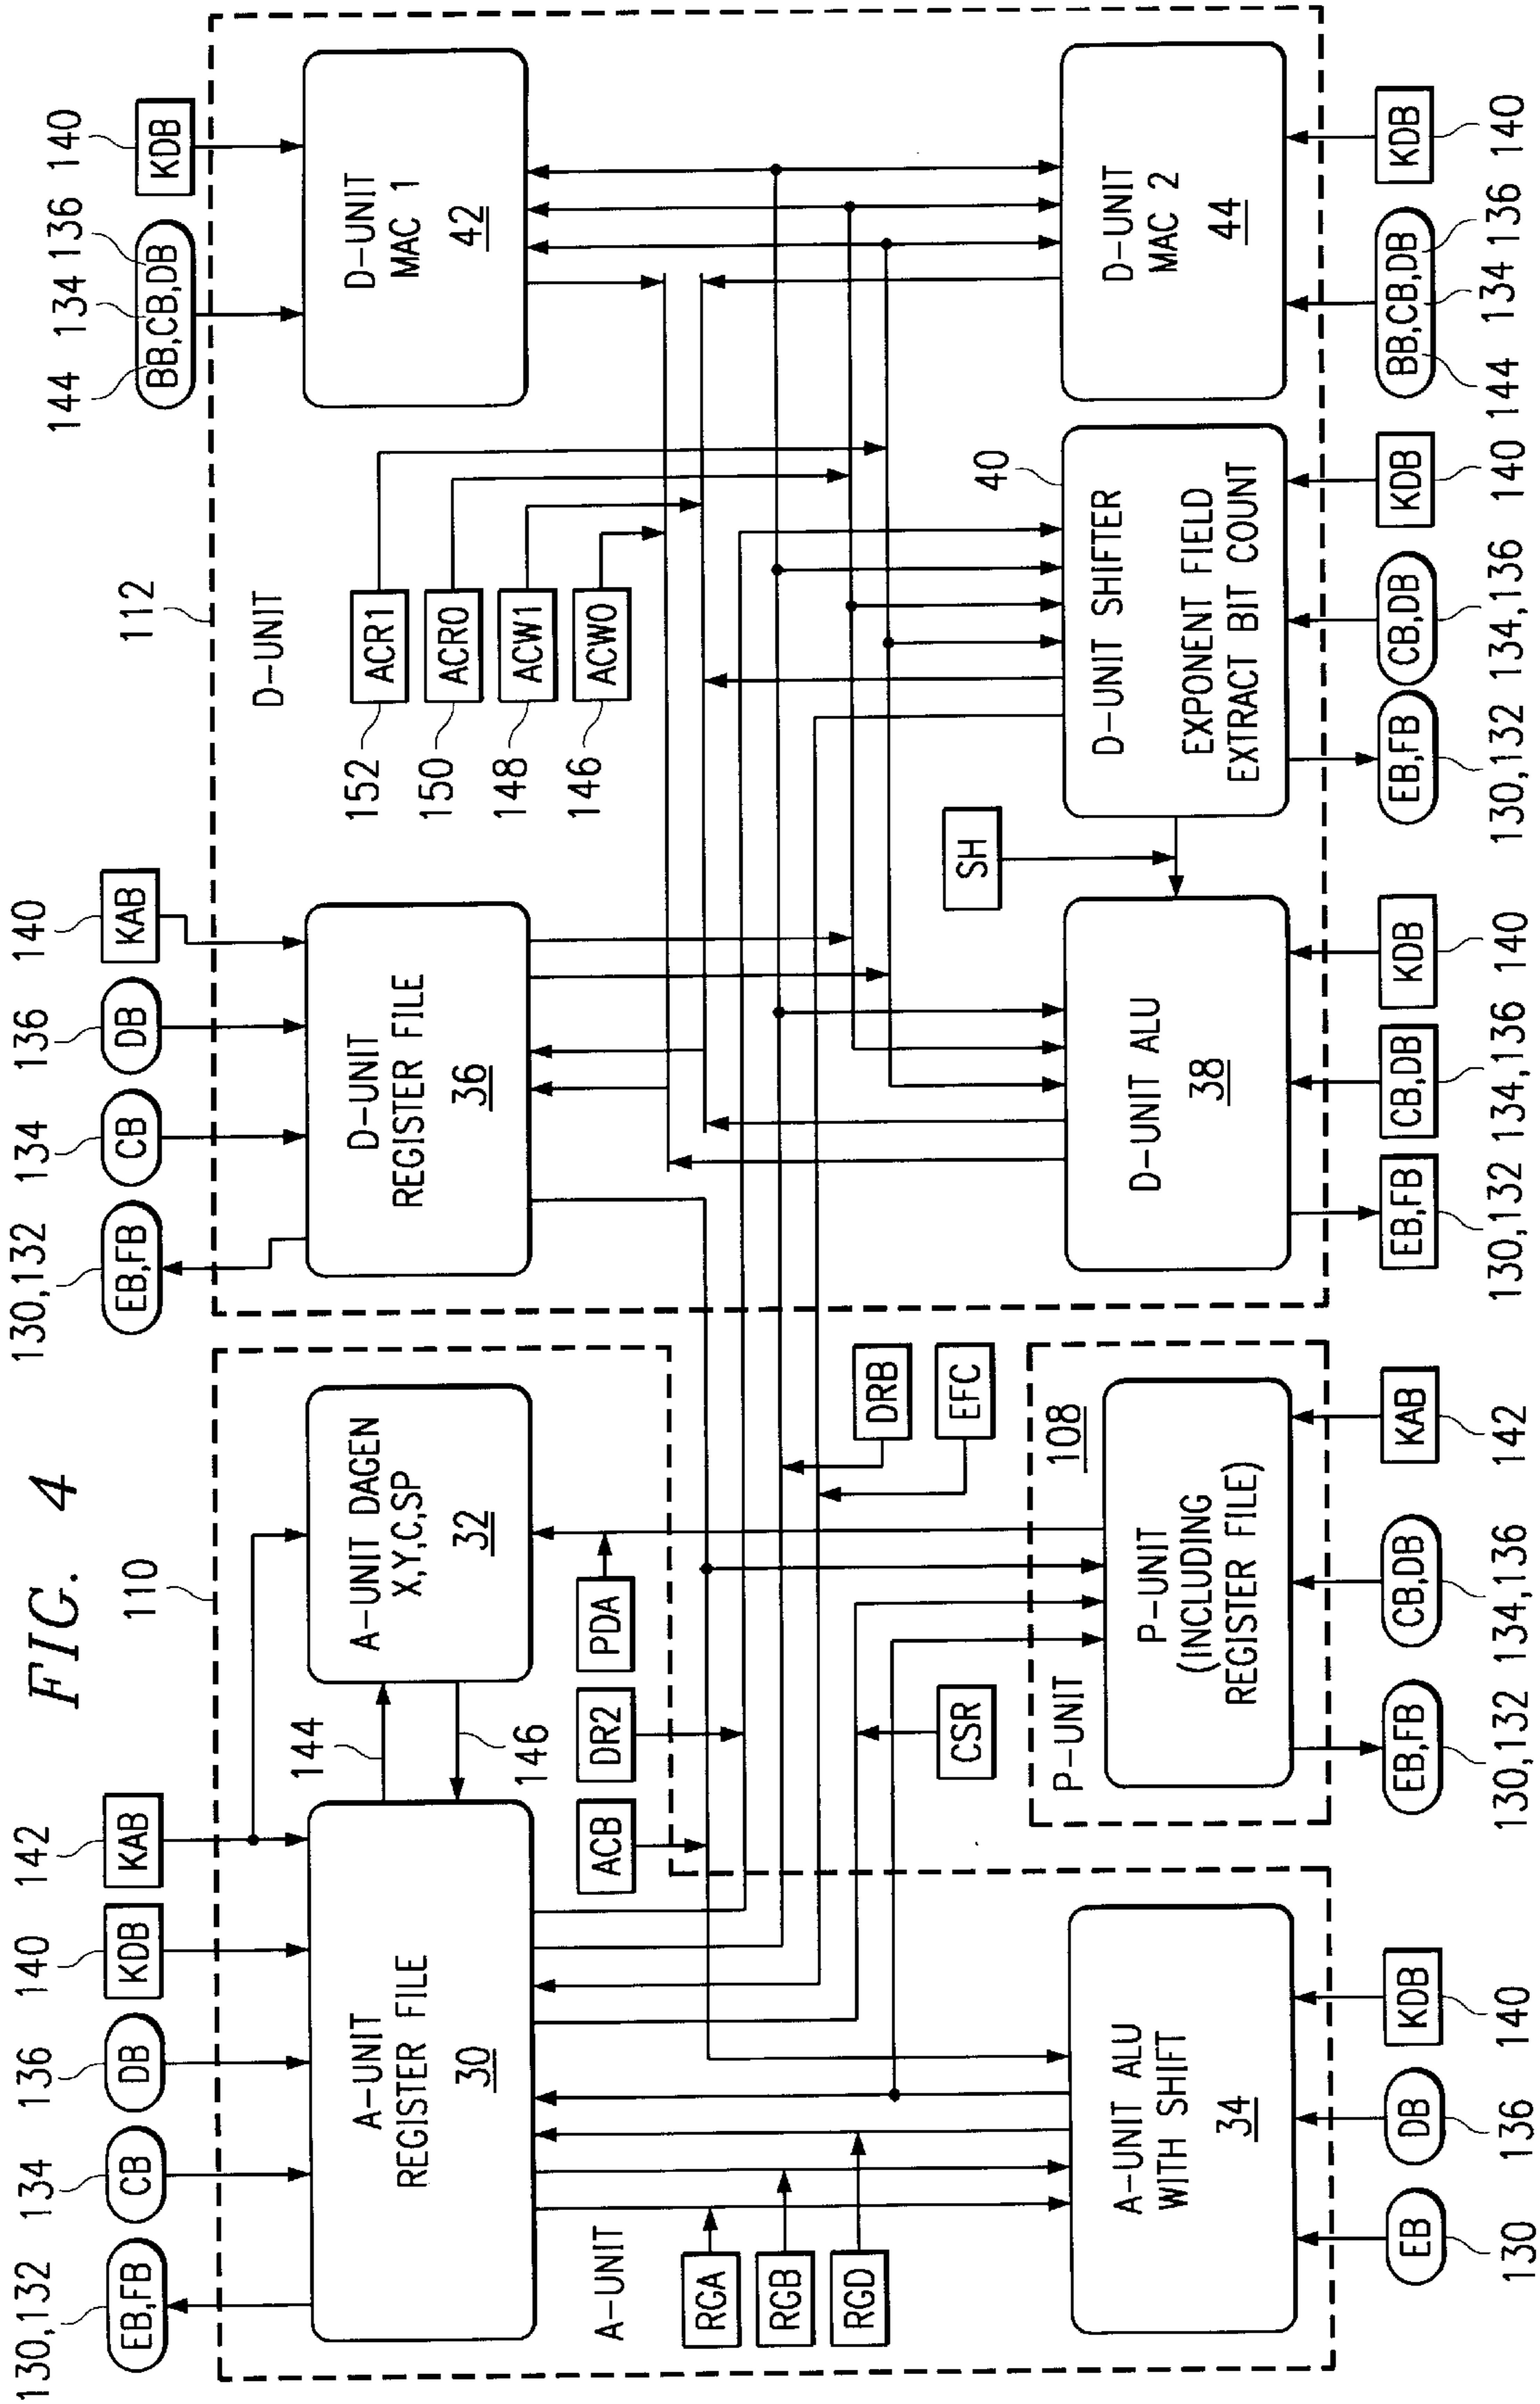 FIG. 4
130,132
134
136
140
142
EB,FB
CB
DB
KDB
KAB
110
A-UNIT
REGISTER FILE
30
144
146
A-UNIT DAGEN
X,Y,C,SP
32
A-UNIT
RGA
RGB
RGD
ACB
DR2
PDA
CSR
DRB
EFC
A-UNIT ALU
WITH SHIFT
34
EB
DB
KDB
130
136
140
P-UNIT
108
P-UNIT
(INCLUDING
REGISTER FILE)
EB,FB
CB,DB
KAB
130,132
134,136
142
130,132
134
136
140
EB,FB
CB
DB
KAB
112
D-UNIT
REGISTER FILE
36
D-UNIT
152
ACR1
150
ACR0
148
ACW1
146
ACW0
144
134
136
140
BB,CB,DB
KDB
D-UNIT
MAC 1
42
D-UNIT ALU
38
SH
40
D-UNIT SHIFTER
EXPONENT FIELD
EXTRACT BIT COUNT
D-UNIT
MAC 2
44
EB,FB
CB,DB
KDB
EB,FB
CB,DB
KDB
BB,CB,DB
KDB
130,132
134,136
140
130,132
134,136
140
144
134
136
140